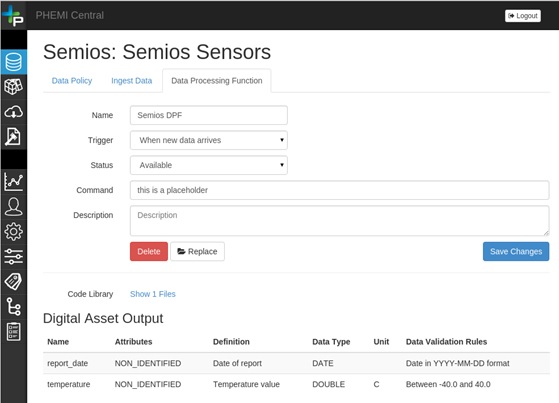 PHEMI Central
Logout
Semios: Semios Sensors
Data Policy Ingest Data Data Processing Function
Name Semios DPF
Trigger When new data arrives
Status Available
Command this is a placeholder
Description Description
Delete Replace Save Changes
Code Library Show 1 Files
Digital Asset Output
Name Attributes Definition Data Type Unit Data Validation Rules
report_date NON_IDENTIFIED Date of report DATE Date in YYYY-MM-DD format
temperature NON_IDENTIFIED Temperature value DOUBLE C Between -40.0 and 40.0